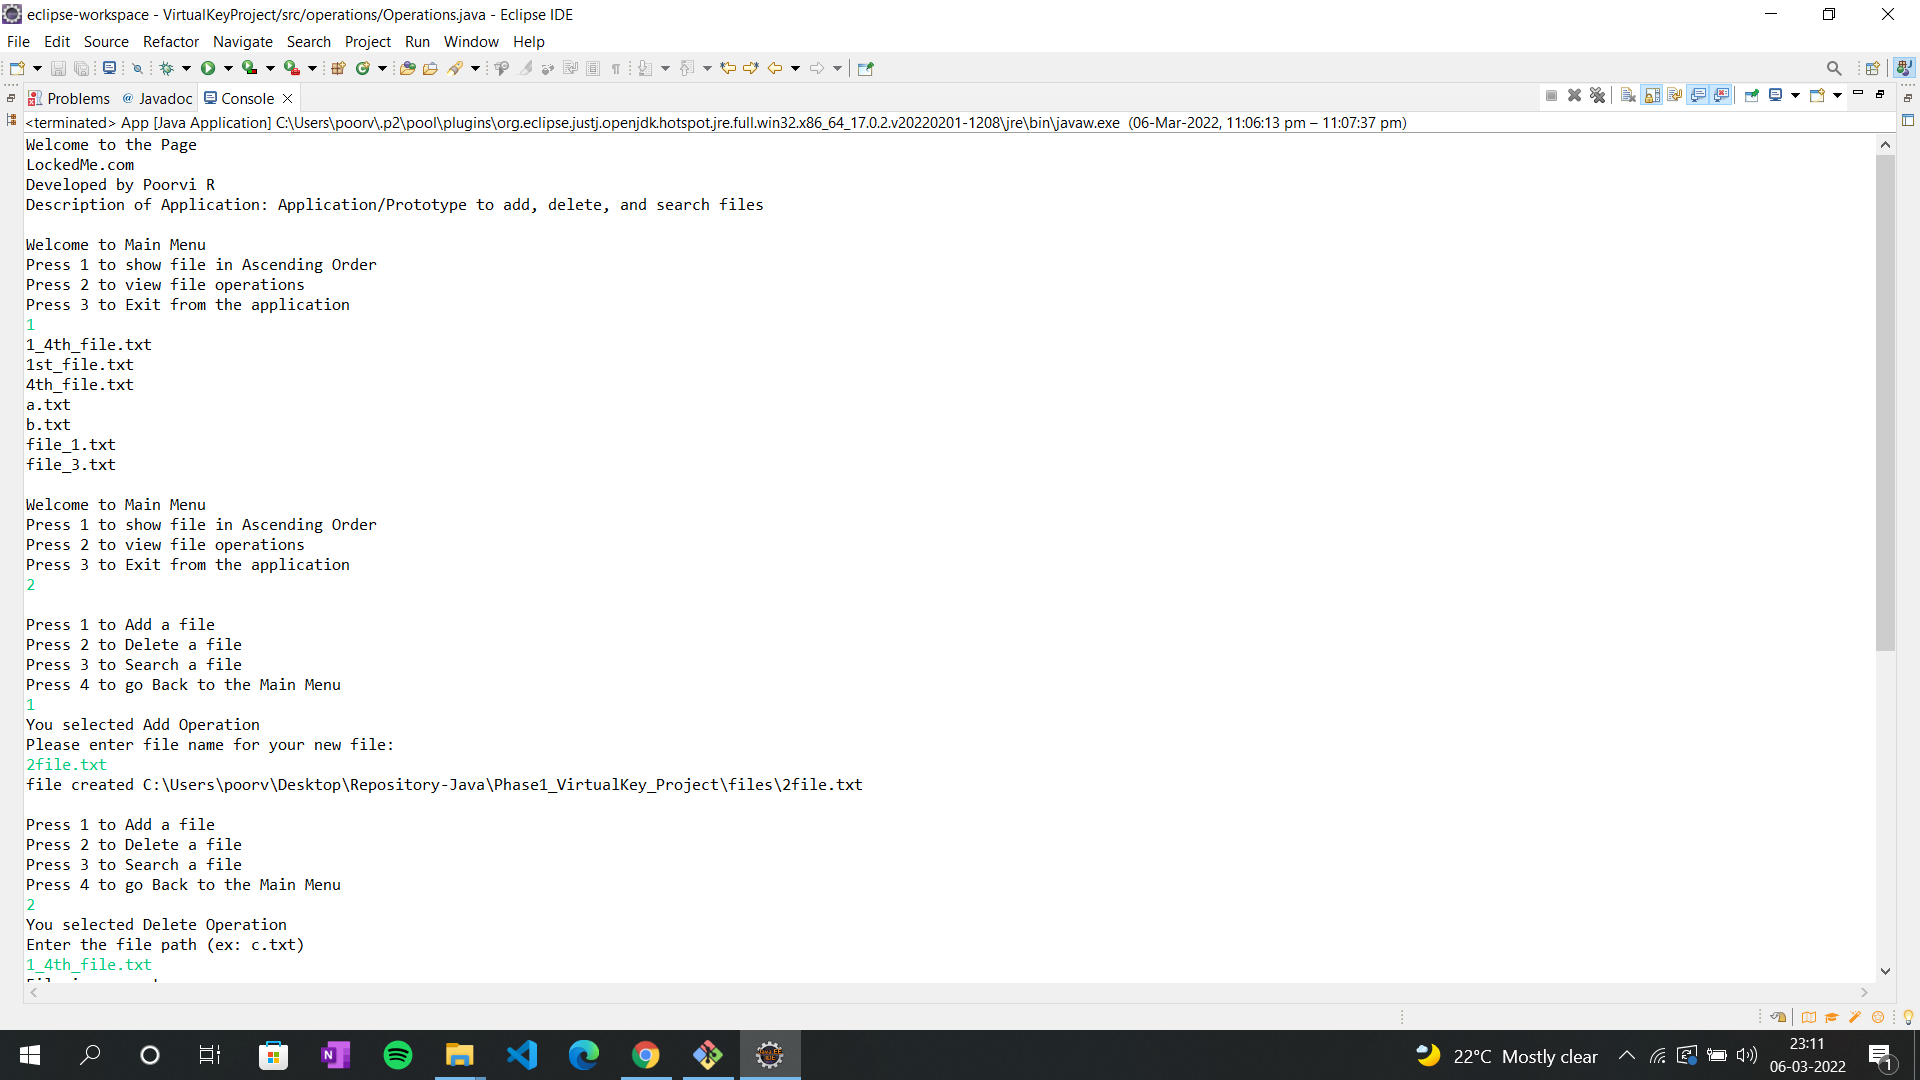 eclipse-workspace - VirtualKeyProject/src/operations/Operations.java - Eclipse IDE
File Edit Source Refactor Navigate Search Project Run Window Help
Problems @ Javadoc Console
<terminated> App [Java Application] C:\Users\poorv\.p2\pool\plugins\org.eclipse.justj.openjdk.hotspot.jre.full.win32.x86_64_17.0.2.v20220201-1208\jre\bin\javaw.exe (06-Mar-2022, 11:06:13 pm – 11:07:37 pm)
Welcome to the Page
LockedMe.com
Developed by Poorvi R
Description of Application: Application/Prototype to add, delete, and search files
Welcome to Main Menu
Press 1 to show file in Ascending Order
Press 2 to view file operations
Press 3 to Exit from the application
1
1_4th_file.txt
1st_file.txt
4th_file.txt
a.txt
b.txt
file_1.txt
file_3.txt
Welcome to Main Menu
Press 1 to show file in Ascending Order
Press 2 to view file operations
Press 3 to Exit from the application
2
Press 1 to Add a file
Press 2 to Delete a file
Press 3 to Search a file
Press 4 to go Back to the Main Menu
1
You selected Add Operation
Please enter file name for your new file:
2file.txt
file created C:\Users\poorv\Desktop\Repository-Java\Phase1_VirtualKey_Project\files\2file.txt
Press 1 to Add a file
Press 2 to Delete a file
Press 3 to Search a file
Press 4 to go Back to the Main Menu
2
You selected Delete Operation
Enter the file path (ex: c.txt)
1_4th_file.txt
22°C Mostly clear
23:11
06-03-2022
1